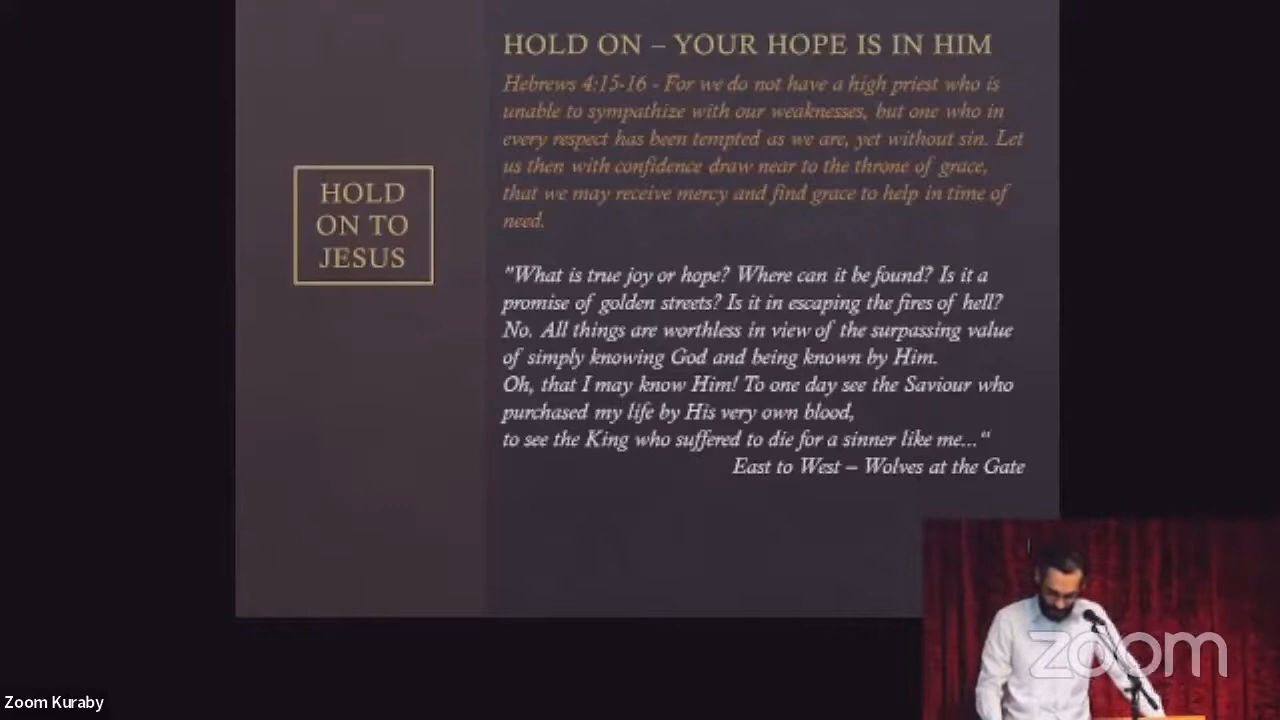 HOLD ON – YOUR HOPE IS IN HIM
Hebrews 4:15-16 - For we do not have a high priest who is
unable to sympathize with our weaknesses, but one who in
every respect has been tempted as we are, yet without sin. Let
us then with confidence draw near to the throne of grace,
that we may receive mercy and find grace to help in time of
need.
HOLD
ON TO
JESUS
"What is true joy or hope? Where can it be found? Is it a
promise of golden streets? Is it in escaping the fires of hell?
No. All things are worthless in view of the surpassing value
of simply knowing God and being known by Him.
Oh, that I may know Him! To one day see the Saviour who
purchased my life by His very own blood,
to see the King who suffered to die for a sinner like me..."
East to West – Wolves at the Gate
zoom
Zoom Kuraby